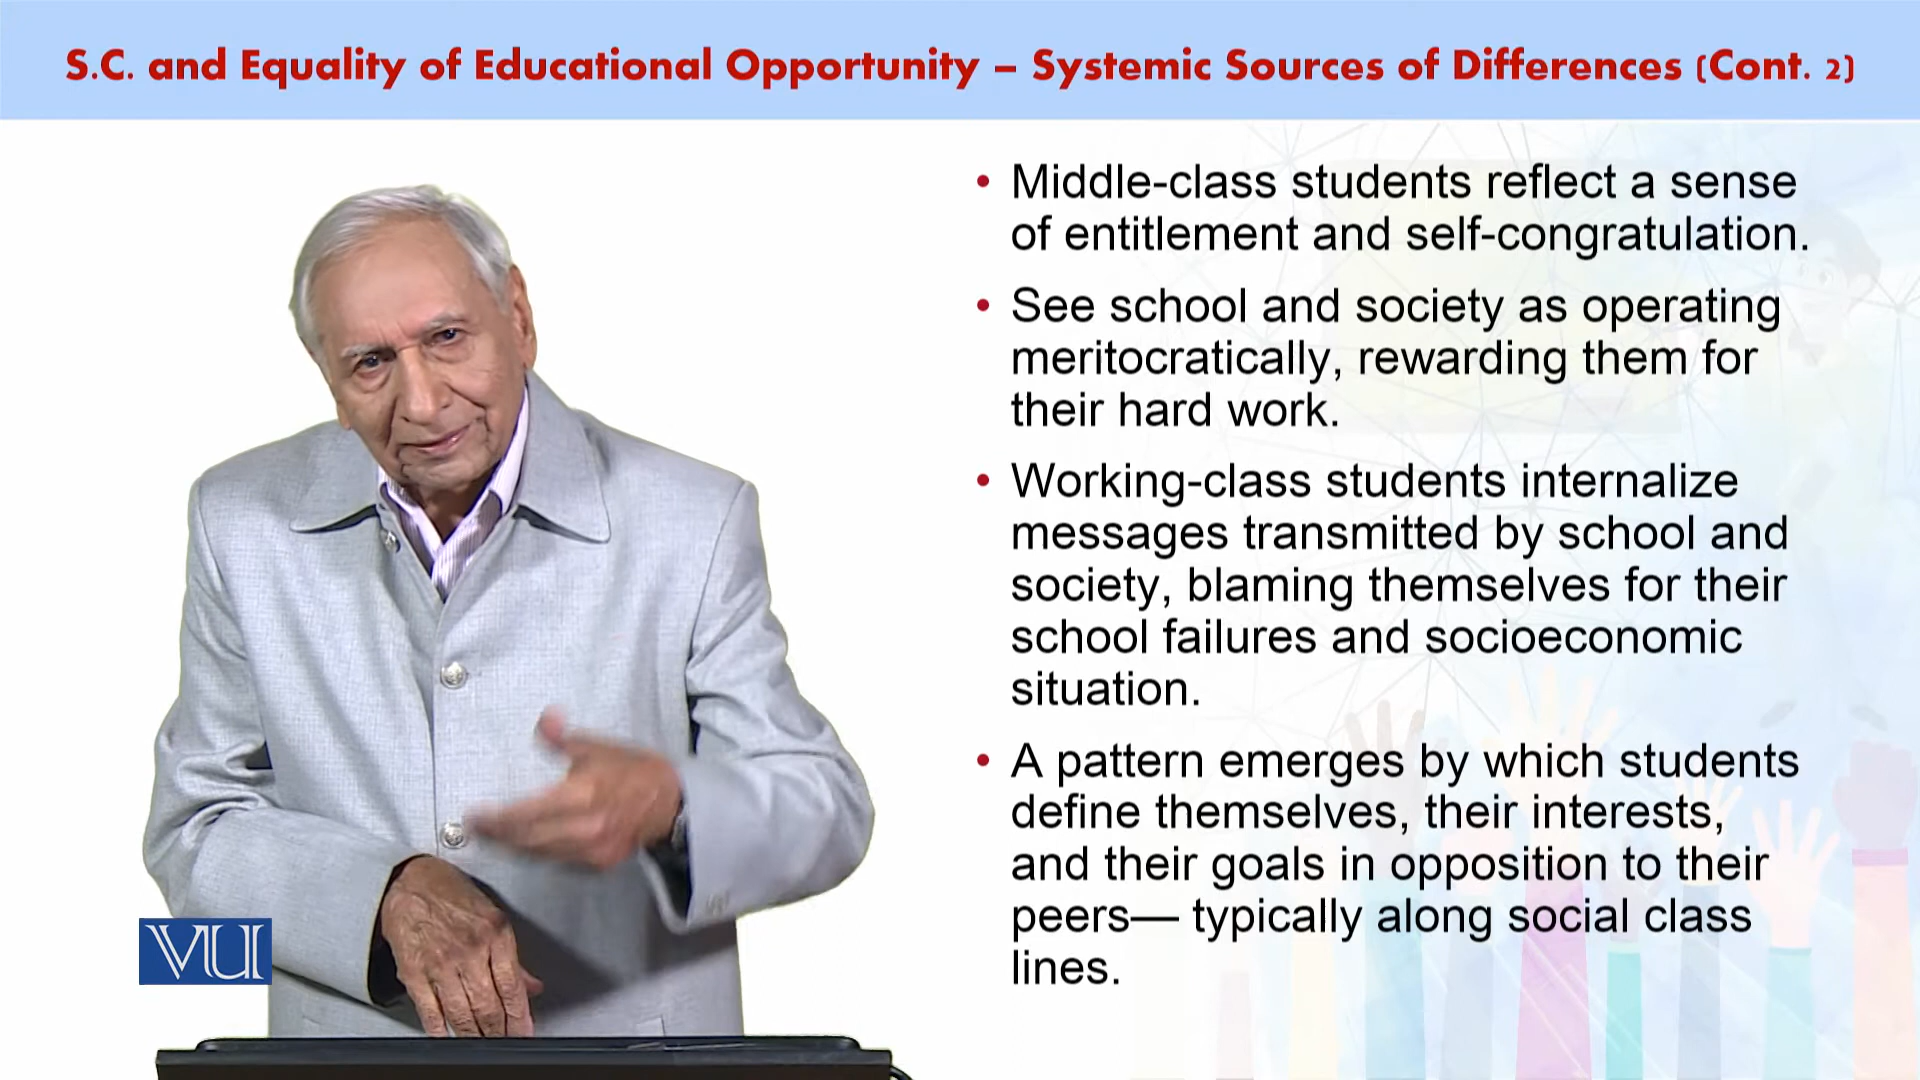 S.C. and Equality of Educational Opportunity – Systemic Sources of Differences (Cont. 2)
• Middle-class students reflect a sense
of entitlement and self-congratulation.
• See school and society as operating
meritocratically, rewarding them for
their hard work.
• Working-class students internalize
messages transmitted by school and
society, blaming themselves for their
school failures and socioeconomic
situation.
• A pattern emerges by which students
define themselves, their interests,
and their goals in opposition to their
peers— typically along social class
lines.
VU